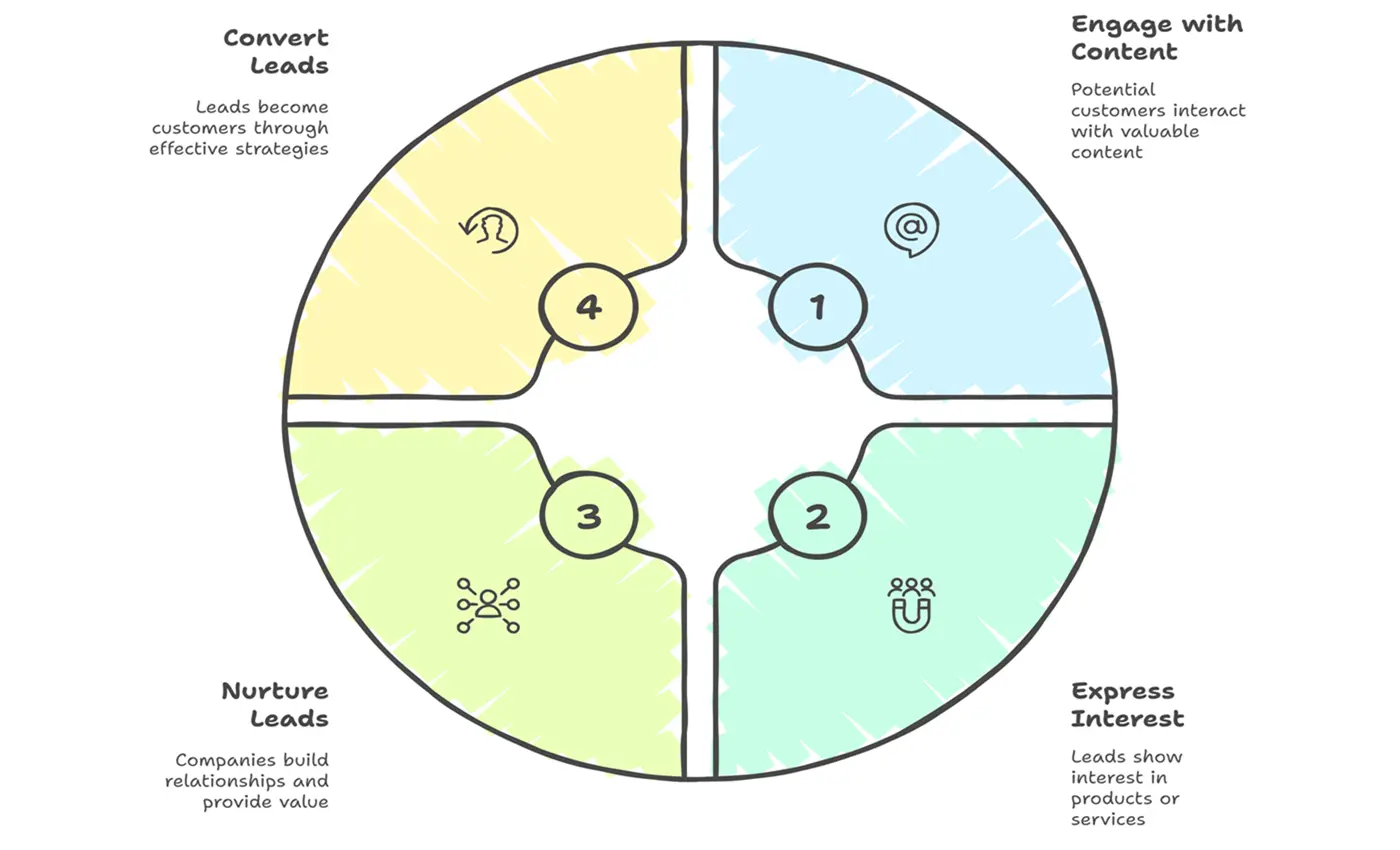 Convert
Leads
Leads become
customers through
effective strategies
Engage with
Content
Potential
customers interact
with valuable
content
@
4
1
3
2
Nurture
Leads
Companies build
relationships and
provide value
Express
Interest
Leads show
interest in
products or
services